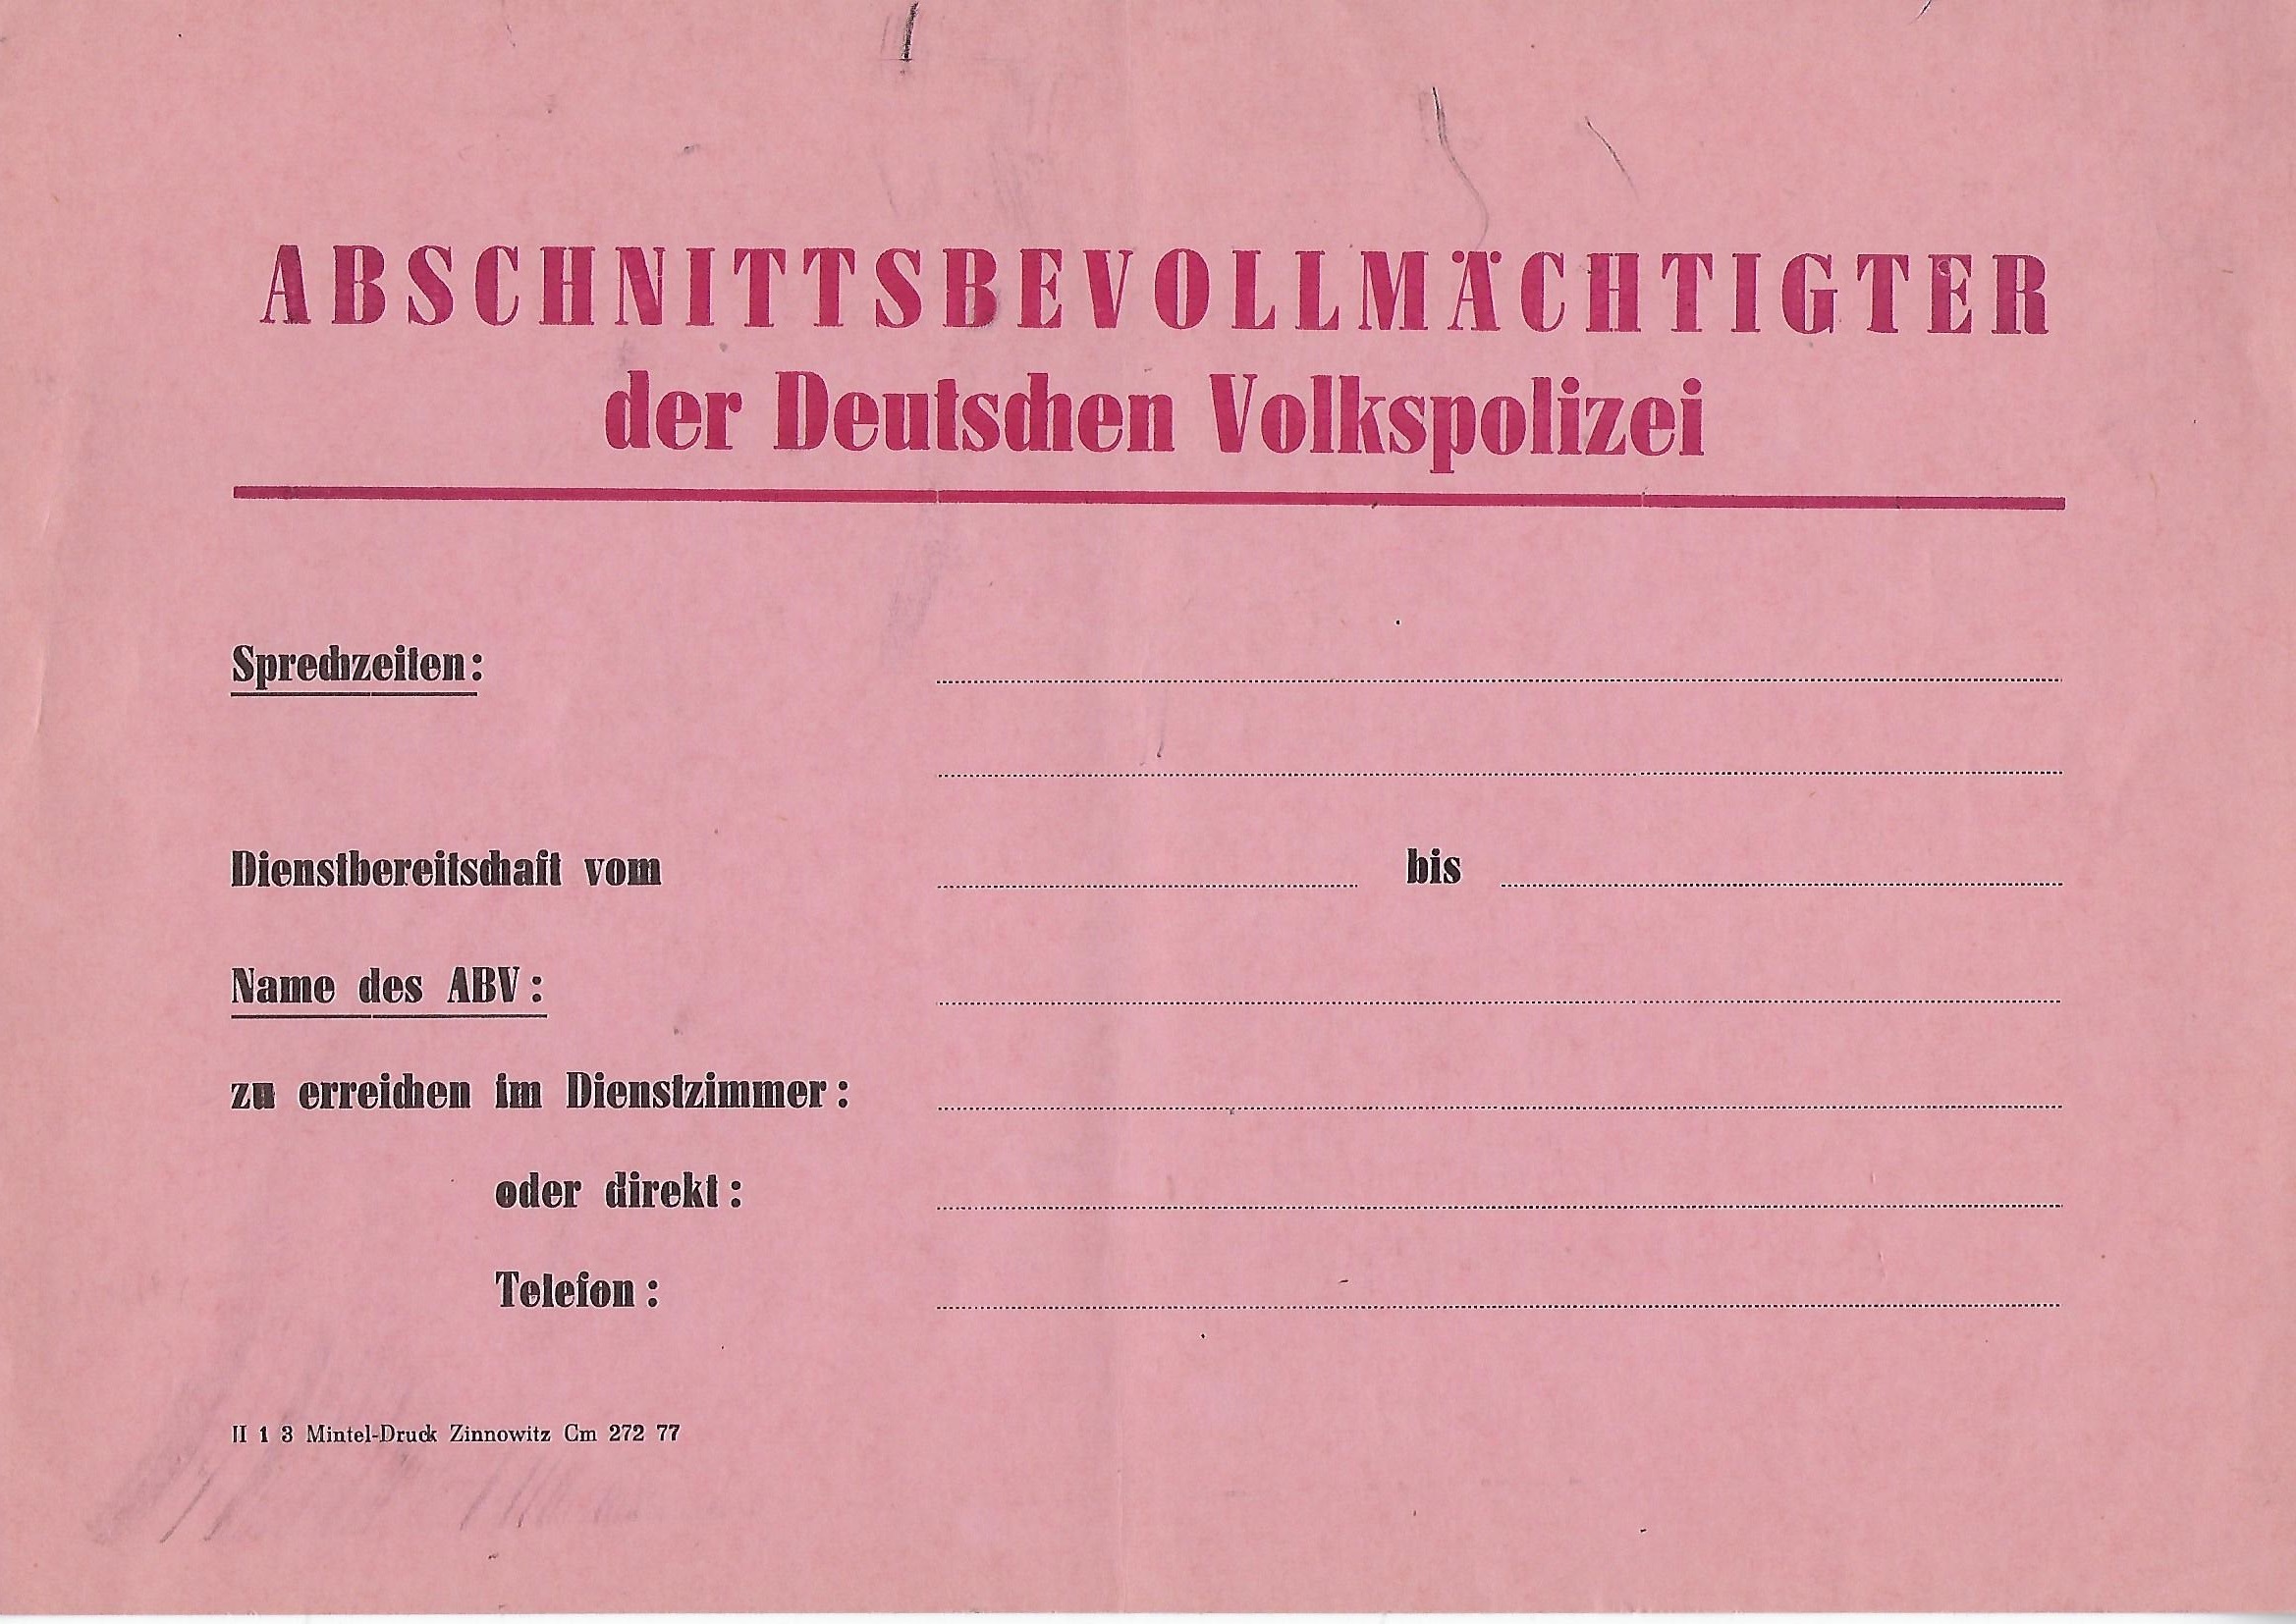 ABSCHNITTSBEVOLLMÄCHTIGTER
der Deutschen Volkspolizei
Sprechzeiten:
Dienstbereitschaft vom bis
Name des ABV:
zu erreichen im Dienstzimmer:
oder direkt:
Telefon:
II 1 3 Mintel-Druck Zinnowitz Cm 272 77